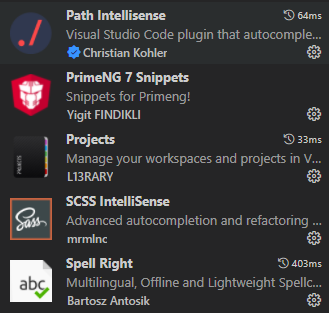 Path Intellisense 64ms
Visual Studio Code plugin that autocomple...
Christian Kohler
PrimeNG 7 Snippets
Snippets for Primeng!
Yigit FINDIKLI
Projects 33ms
Manage your workspaces and projects in V...
L13RARY
SCSS IntelliSense
Advanced autocompletion and refactoring ...
Sass
mrmlnc
Spell Right 403ms
Multilingual, Offline and Lightweight Spellc...
abc
Bartosz Antosik